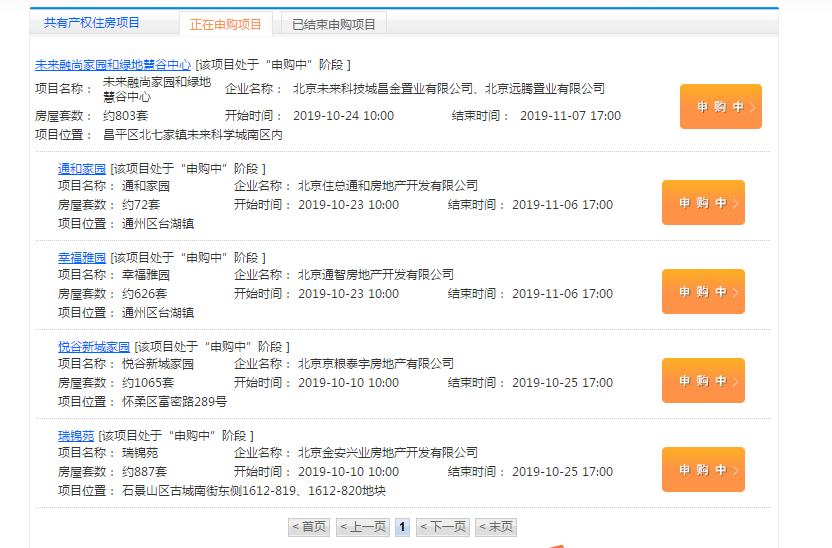 共有产权住房项目 正在申购项目 已结束申购项目
未来融尚家园和绿地慧谷中心 [该项目处于“申购中”阶段 ]
项目名称： 未来融尚家园和绿地慧谷中心 企业名称： 北京未来科技城昌金置业有限公司、北京远腾置业有限公司
房屋套数： 约803套 开始时间： 2019-10-24 10:00 结束时间： 2019-11-07 17:00
项目位置： 昌平区北七家镇未来科学城南区内
申 购 中 >
通和家园 [该项目处于“申购中”阶段 ]
项目名称： 通和家园 企业名称： 北京住总通和房地产开发有限公司
房屋套数： 约72套 开始时间： 2019-10-23 10:00 结束时间： 2019-11-06 17:00
项目位置： 通州区台湖镇
申 购 中 >
幸福雅园 [该项目处于“申购中”阶段 ]
项目名称： 幸福雅园 企业名称： 北京通智房地产开发有限公司
房屋套数： 约626套 开始时间： 2019-10-23 10:00 结束时间： 2019-11-06 17:00
项目位置： 通州区台湖镇
申 购 中 >
悦谷新城家园 [该项目处于“申购中”阶段 ]
项目名称： 悦谷新城家园 企业名称： 北京京粮泰宇房地产有限公司
房屋套数： 约1065套 开始时间： 2019-10-10 10:00 结束时间： 2019-10-25 17:00
项目位置： 怀柔区富密路289号
申 购 中 >
瑞锦苑 [该项目处于“申购中”阶段 ]
项目名称： 瑞锦苑 企业名称： 北京金安兴业房地产开发有限公司
房屋套数： 约887套 开始时间： 2019-10-10 10:00 结束时间： 2019-10-25 17:00
项目位置： 石景山区古城南街东侧1612-819、1612-820地块
申 购 中 >
< 首页 < 上一页 1 < 下一页 < 末页